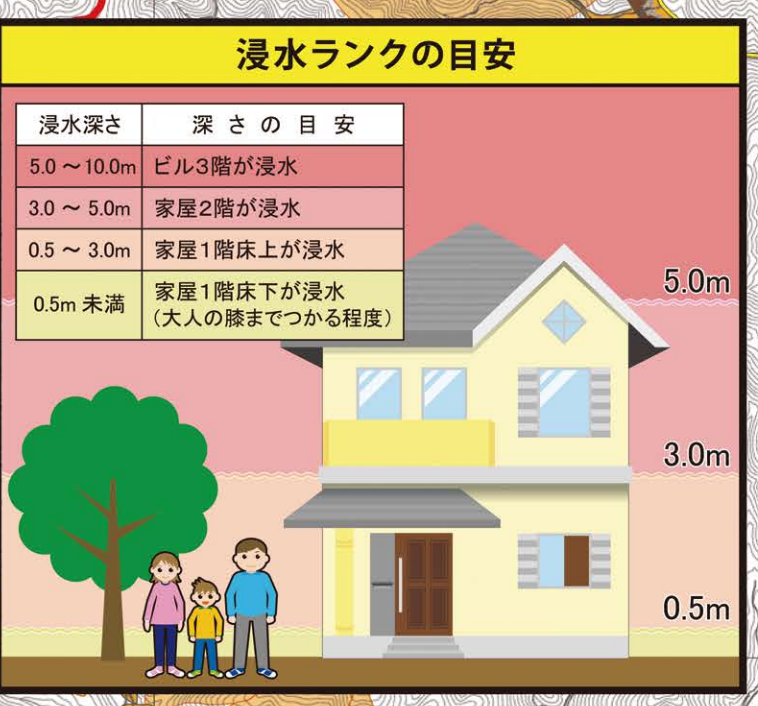 浸水ランクの目安
浸水深さ 深さの目安
5.0～10.0m ビル3階が浸水
3.0 ～ 5.0m 家屋2階が浸水
0.5 ～ 3.0m 家屋1階床上が浸水
0.5m 未満 家屋1階床下が浸水
(大人の膝までつかる程度)
5.0m
3.0m
0.5m